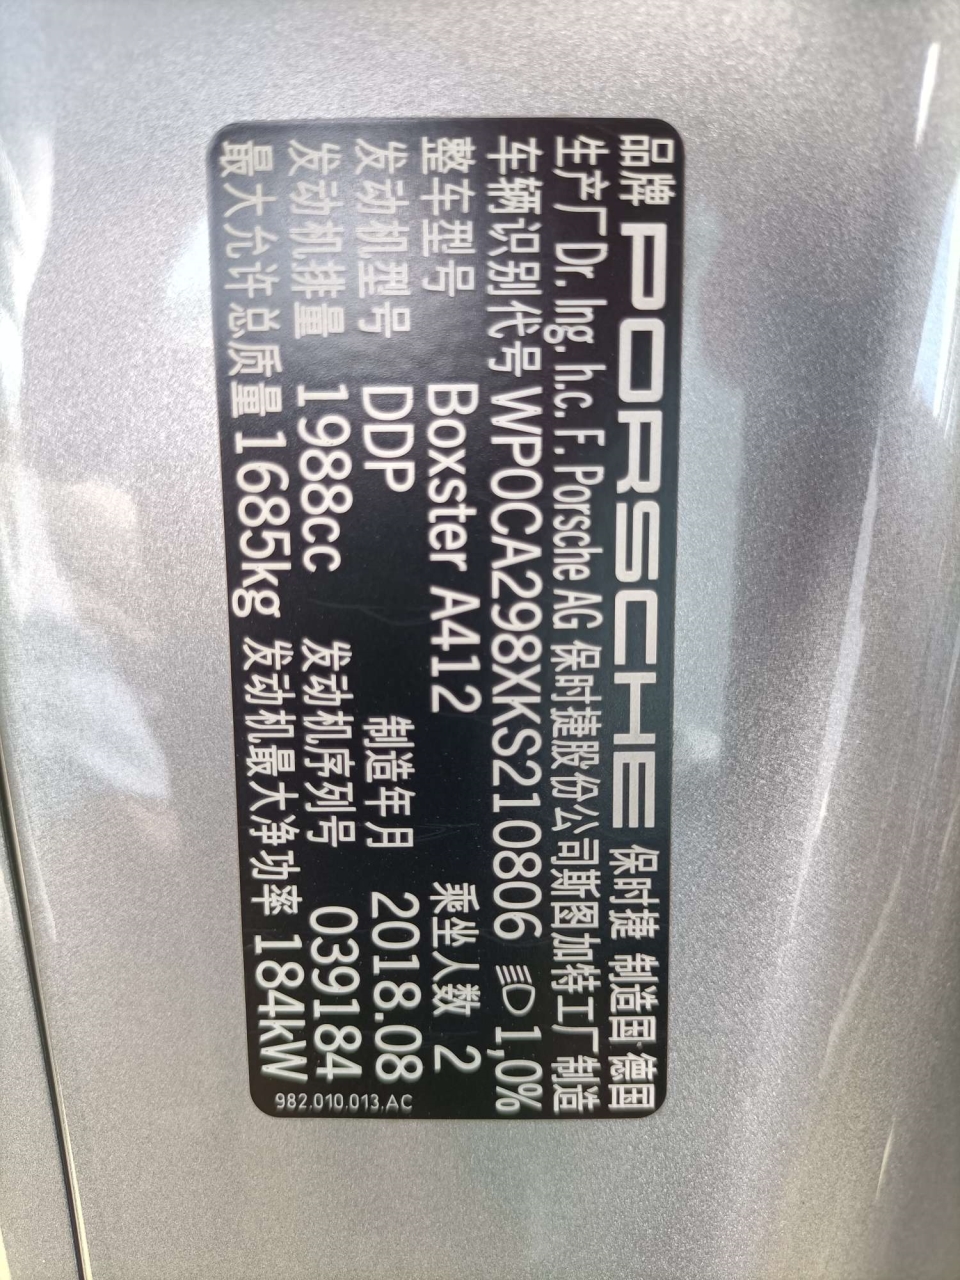 品牌 PORSCHE 保时捷 制造国 德国
生产厂Dr. Ing. h.c. F. Porsche AG 保时捷股份公司斯图加特工厂制造
车辆识别代号 WP0CA298XKS210806 1,0%
整车型号 Boxster A412 乘坐人数 2
发动机型号 DDP 制造年月 2018.08
发动机排量 1988cc 发动机序列号 039184
最大允许总质量 1685kg 发动机最大净功率 184kW
982.010.013.AC